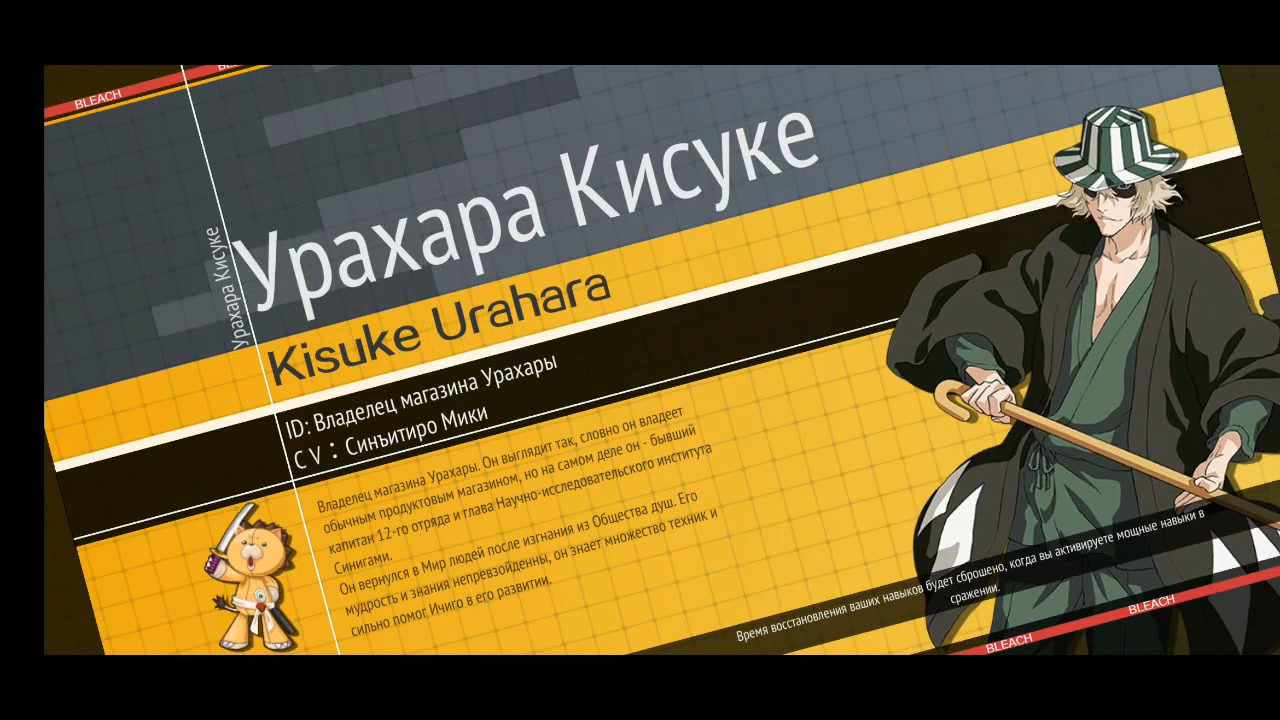 BLEACH
BL
Урахара Кисуке
Урахара Кисуке
Kisuke Urahara
ID: Владелец магазина Урахары
CV：Синъитиро Мики
Владелец магазина Урахары. Он выглядит так, словно он владеет
обычным продуктовым магазином, но на самом деле он - бывший
капитан 12-го отряда и глава Научно-исследовательского института
Синигами.
Он вернулся в Мир людей после изгнания из Общества душ. Его
мудрость и знания непревзойденны, он знает множество техник и
сильно помог Ичиго в его развитии.
Время восстановления ваших навыков будет сброшено, когда вы активируете мощные навыки в
сражении.
BLEACH
BLEACH